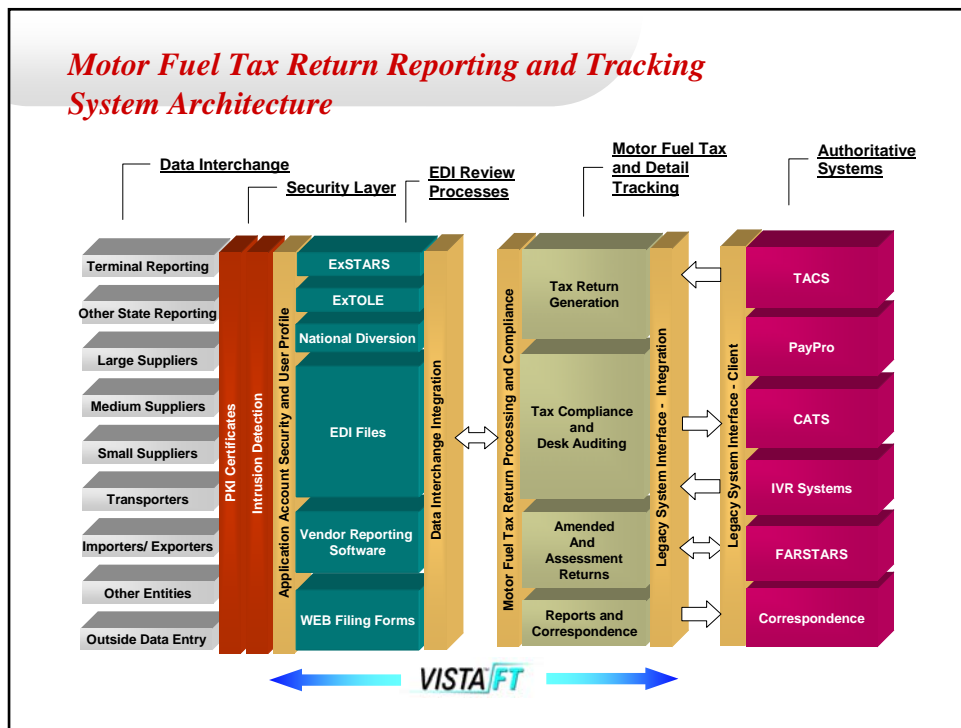 Motor Fuel Tax Return Reporting and Tracking
System Architecture
Data Interchange
Security Layer
EDI Review
Processes
Motor Fuel Tax
and Detail
Tracking
Authoritative
Systems
Terminal Reporting
Other State Reporting
Large Suppliers
Medium Suppliers
Small Suppliers
Transporters
Importers/ Exporters
Other Entities
Outside Data Entry
PKI Certificates
Intrusion Detection
Application Account Security and User Profile
ExSTARS
ExTOLE
National Diversion
EDI Files
Vendor Reporting
Software
WEB Filing Forms
Data Interchange Integration
Motor Fuel Tax Return Processing and Compliance
Tax Return
Generation
Tax Compliance
and
Desk Auditing
Amended
And
Assessment
Returns
Reports and
Correspondence
Legacy System Interface - Integration
Legacy System Interface - Client
TACS
PayPro
CATS
IVR Systems
FARSTARS
Correspondence
VISTA FT